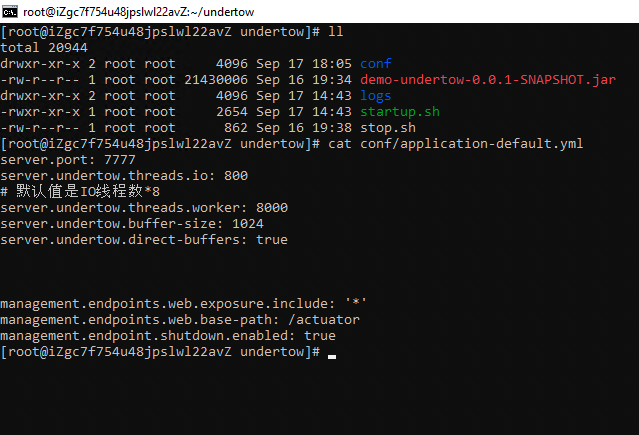 root@iZgc7f754u48jpslwl22avZ:~/undertow
[root@iZgc7f754u48jpslwl22avZ undertow]# ll
total 20944
drwxr-xr-x 2 root root     4096 Sep 17 18:05 conf
-rw-r--r-- 1 root root 21430006 Sep 16 19:34 demo-undertow-0.0.1-SNAPSHOT.jar
drwxr-xr-x 2 root root     4096 Sep 17 14:43 logs
-rwxr-xr-x 1 root root     2654 Sep 17 14:43 startup.sh
-rw-r--r-- 1 root root      862 Sep 16 19:38 stop.sh
[root@iZgc7f754u48jpslwl22avZ undertow]# cat conf/application-default.yml
server.port: 7777
server.undertow.threads.io: 800
# 默认值是IO线程数*8
server.undertow.threads.worker: 8000
server.undertow.buffer-size: 1024
server.undertow.direct-buffers: true
management.endpoints.web.exposure.include: '*'
management.endpoints.web.base-path: /actuator
management.endpoint.shutdown.enabled: true
[root@iZgc7f754u48jpslwl22avZ undertow]#